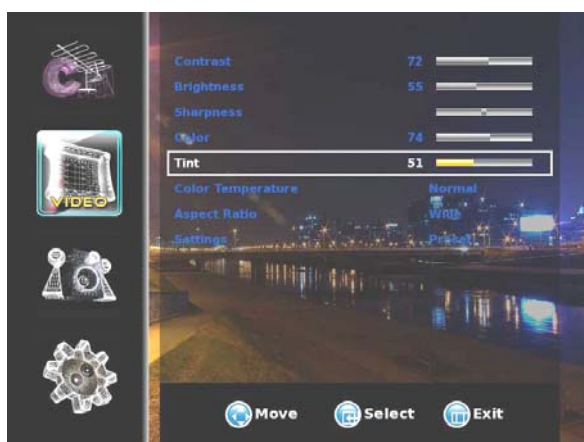 VIDEO
Contrast 72
Brightness 55
Sharpness
Color 74
Tint 51
Color Temperature Normal
Aspect Ratio Wide
Settings Preset
Move Select Exit